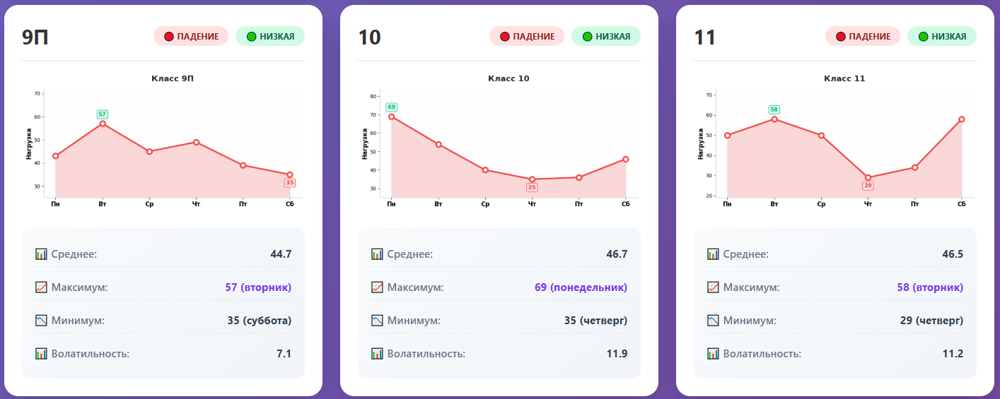 9П
ПАДЕНИЕ
НИЗКАЯ
Класс 9П
Нагрузка
70
60
50
40
30
57
35
Пн Вт Ср Чт Пт Сб
Среднее: 44.7
Максимум: 57 (вторник)
Минимум: 35 (суббота)
Волатильность: 7.1
10
ПАДЕНИЕ
НИЗКАЯ
Класс 10
Нагрузка
80
70
60
50
40
30
69
35
Пн Вт Ср Чт Пт Сб
Среднее: 46.7
Максимум: 69 (понедельник)
Минимум: 35 (четверг)
Волатильность: 11.9
11
ПАДЕНИЕ
НИЗКАЯ
Класс 11
Нагрузка
70
60
50
40
30
20
58
29
Пн Вт Ср Чт Пт Сб
Среднее: 46.5
Максимум: 58 (вторник)
Минимум: 29 (четверг)
Волатильность: 11.2